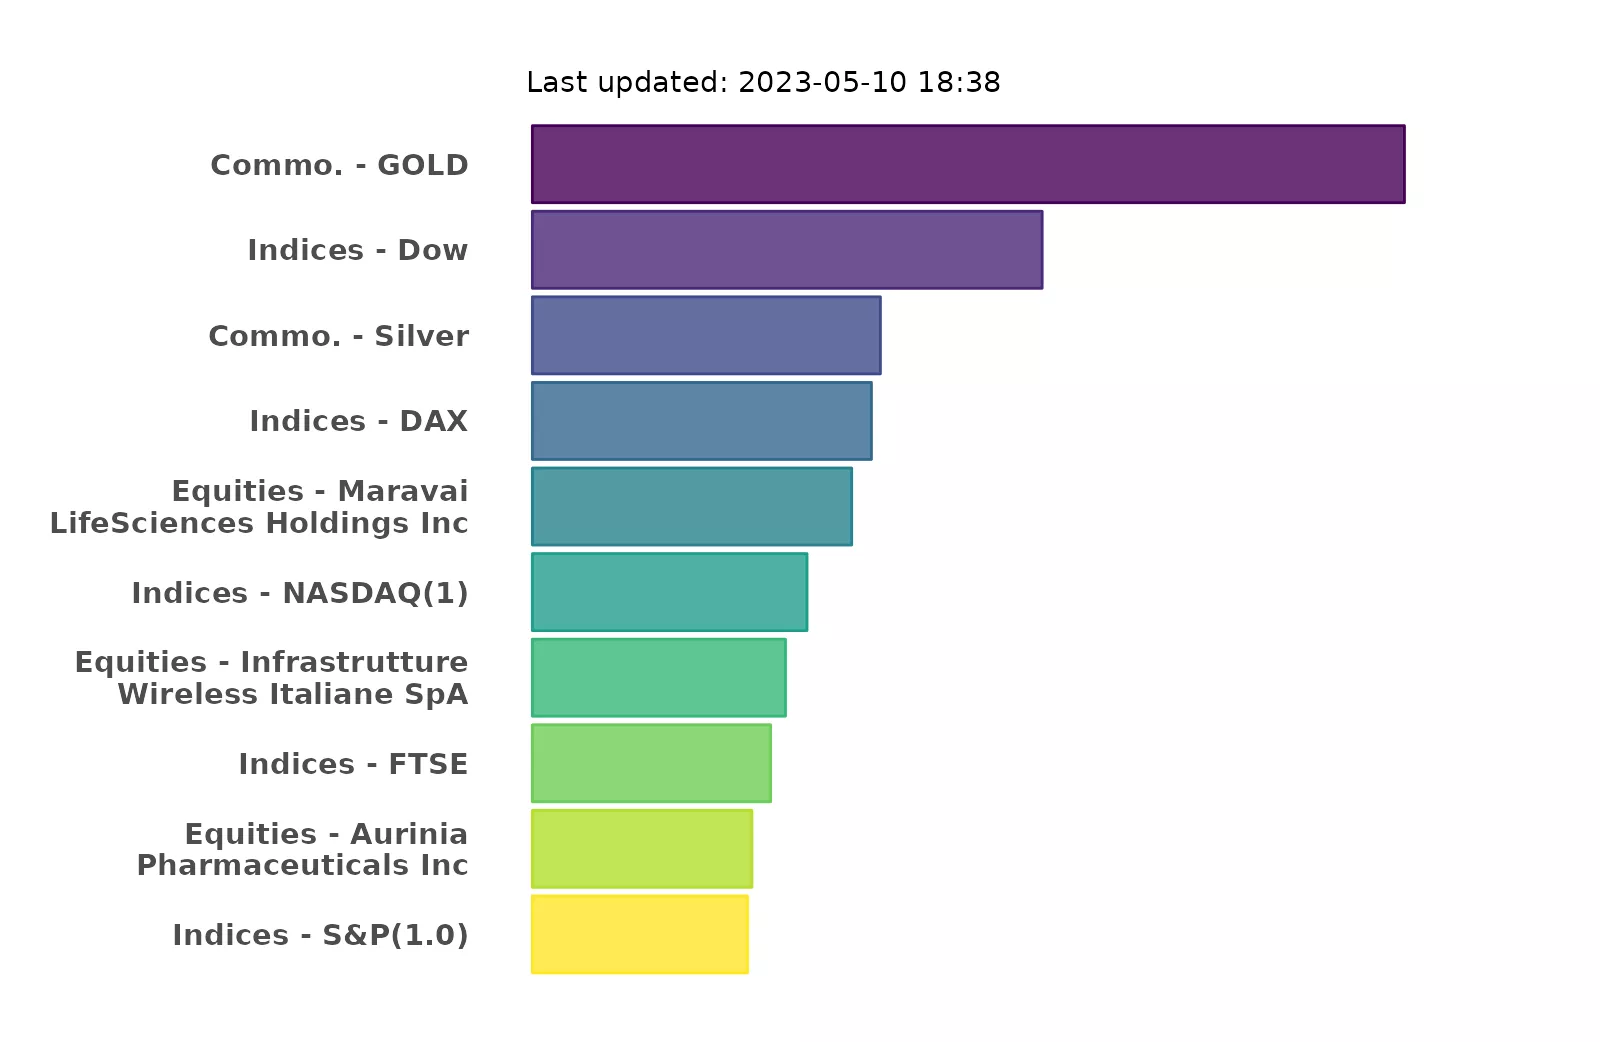 Last updated: 2023-05-10 18:38
Commo. - GOLD
Indices - Dow
Commo. - Silver
Indices - DAX
Equities - Maravai
LifeSciences Holdings Inc
Indices - NASDAQ(1)
Equities - Infrastrutture
Wireless Italiane SpA
Indices - FTSE
Equities - Aurinia
Pharmaceuticals Inc
Indices - S&P(1.0)